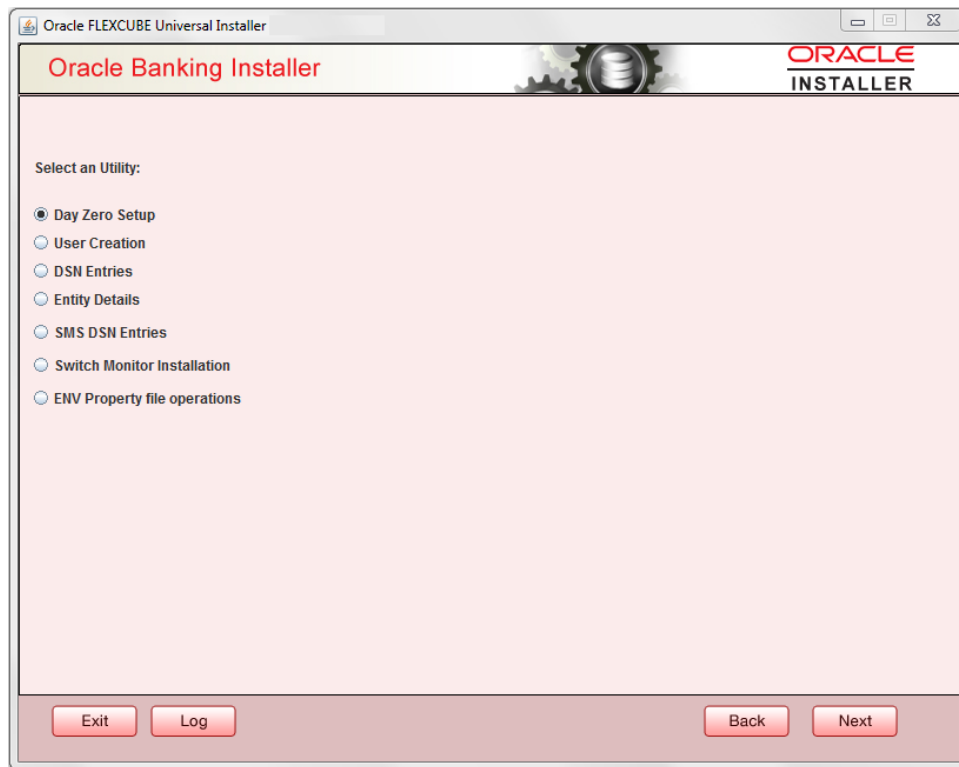 Oracle FLEXCUBE Universal Installer
Oracle Banking Installer
ORACLE
INSTALLER
Select an Utility:
Day Zero Setup
User Creation
DSN Entries
Entity Details
SMS DSN Entries
Switch Monitor Installation
ENV Property file operations
Exit
Log
Back
Next